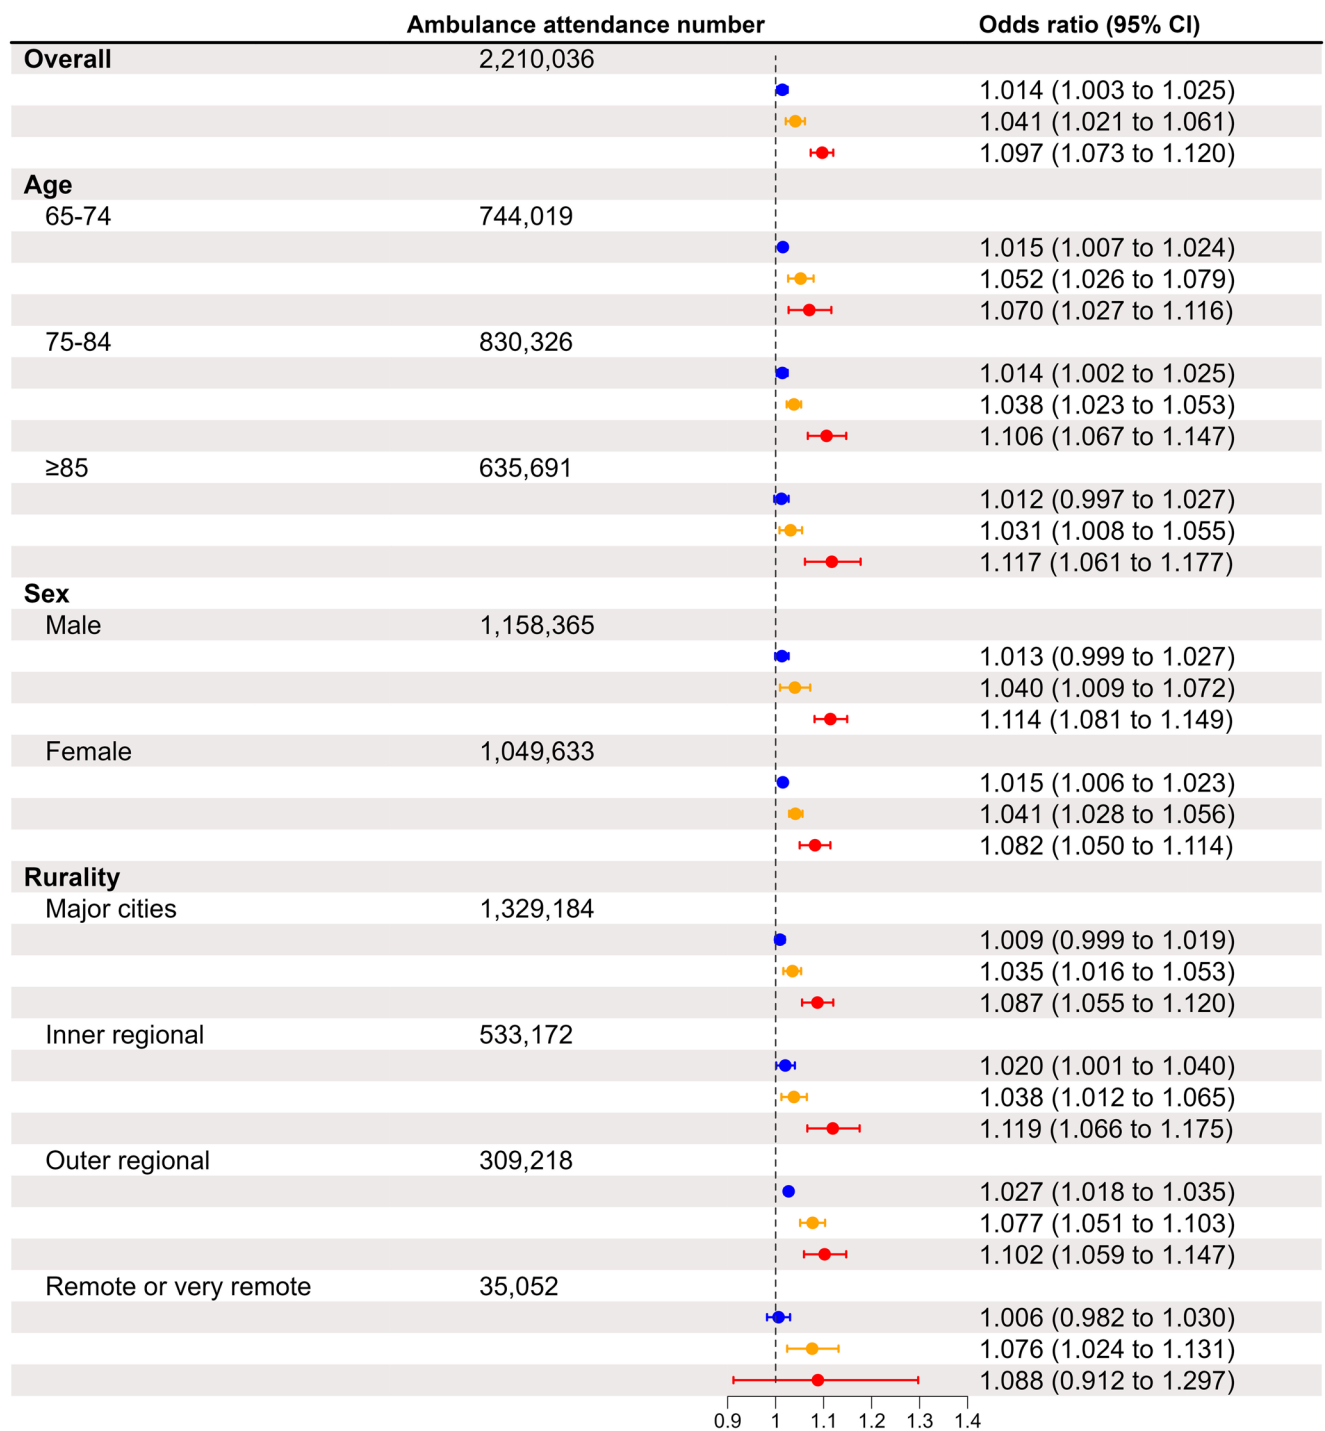 Ambulance attendance number Odds ratio (95% CI)
Overall 2,210,036
1.014 (1.003 to 1.025)
1.041 (1.021 to 1.061)
1.097 (1.073 to 1.120)
Age
65-74 744,019
1.015 (1.007 to 1.024)
1.052 (1.026 to 1.079)
1.070 (1.027 to 1.116)
75-84 830,326
1.014 (1.002 to 1.025)
1.038 (1.023 to 1.053)
1.106 (1.067 to 1.147)
≥85 635,691
1.012 (0.997 to 1.027)
1.031 (1.008 to 1.055)
1.117 (1.061 to 1.177)
Sex
Male 1,158,365
1.013 (0.999 to 1.027)
1.040 (1.009 to 1.072)
1.114 (1.081 to 1.149)
Female 1,049,633
1.015 (1.006 to 1.023)
1.041 (1.028 to 1.056)
1.082 (1.050 to 1.114)
Rurality
Major cities 1,329,184
1.009 (0.999 to 1.019)
1.035 (1.016 to 1.053)
1.087 (1.055 to 1.120)
Inner regional 533,172
1.020 (1.001 to 1.040)
1.038 (1.012 to 1.065)
1.119 (1.066 to 1.175)
Outer regional 309,218
1.027 (1.018 to 1.035)
1.077 (1.051 to 1.103)
1.102 (1.059 to 1.147)
Remote or very remote 35,052
1.006 (0.982 to 1.030)
1.076 (1.024 to 1.131)
1.088 (0.912 to 1.297)
0.9 1 1.1 1.2 1.3 1.4